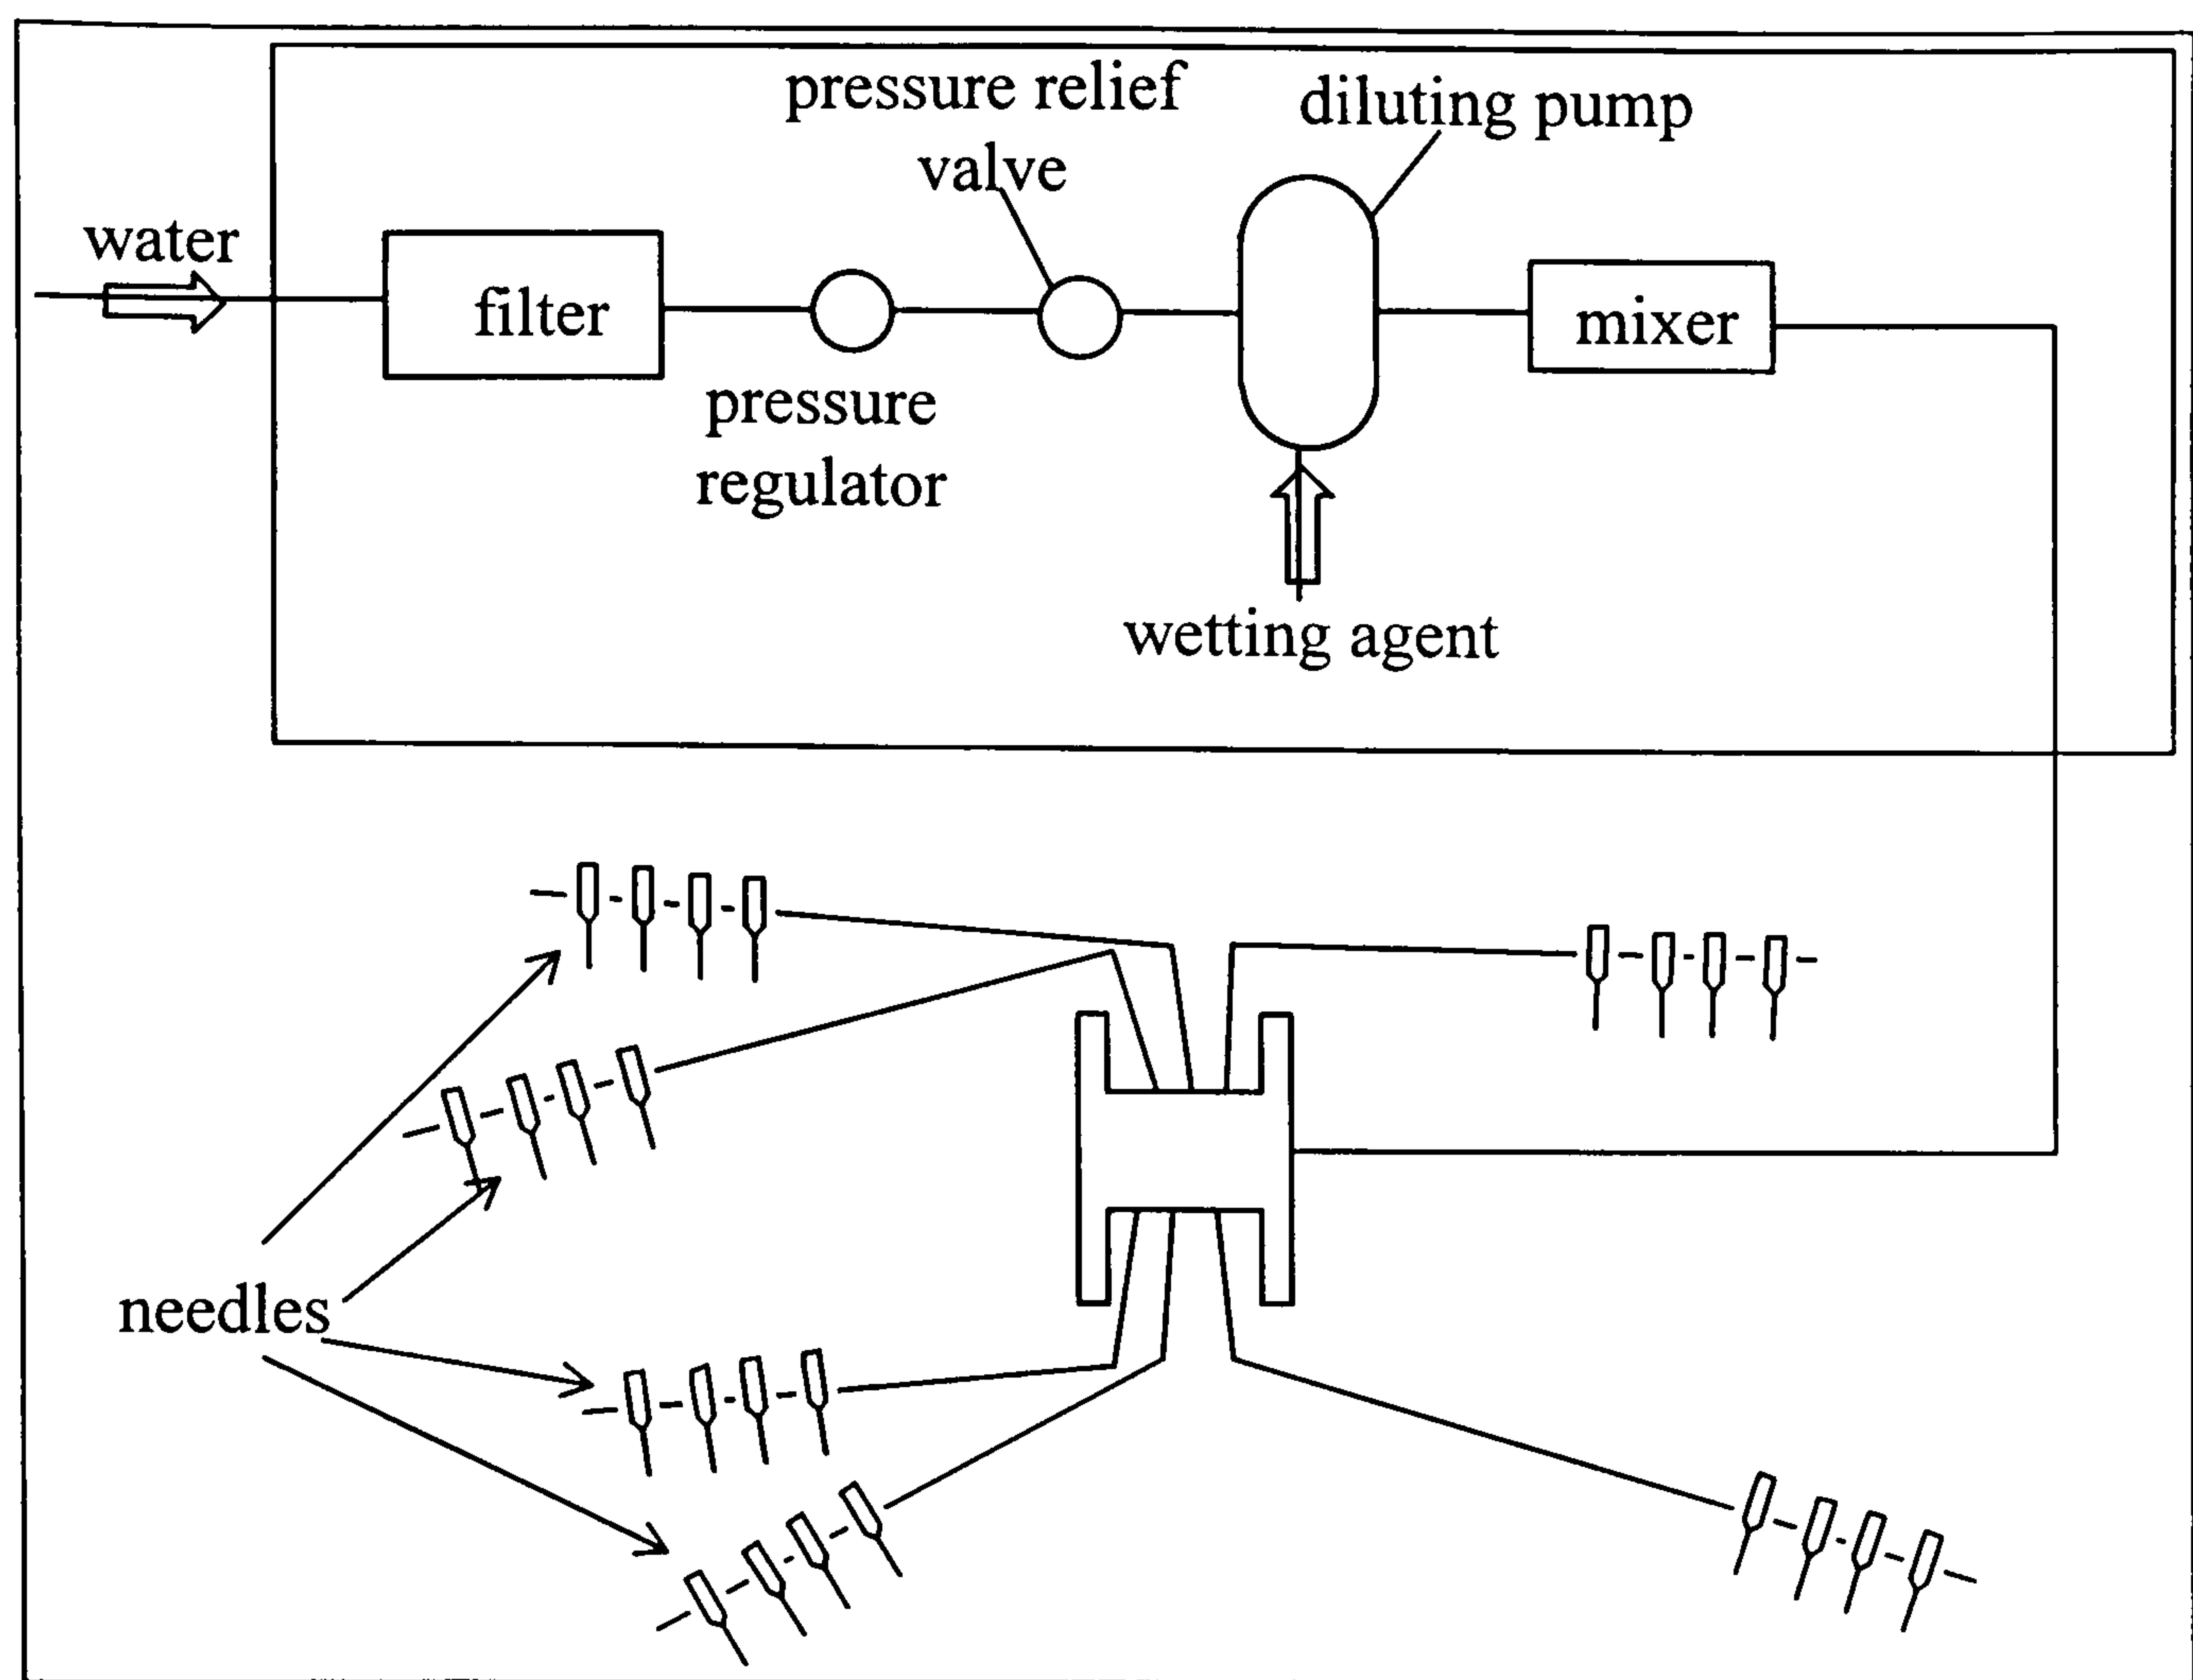 pressure relief
valve
diluting pump
water
filter
mixer
pressure
regulator
wetting agent
needles